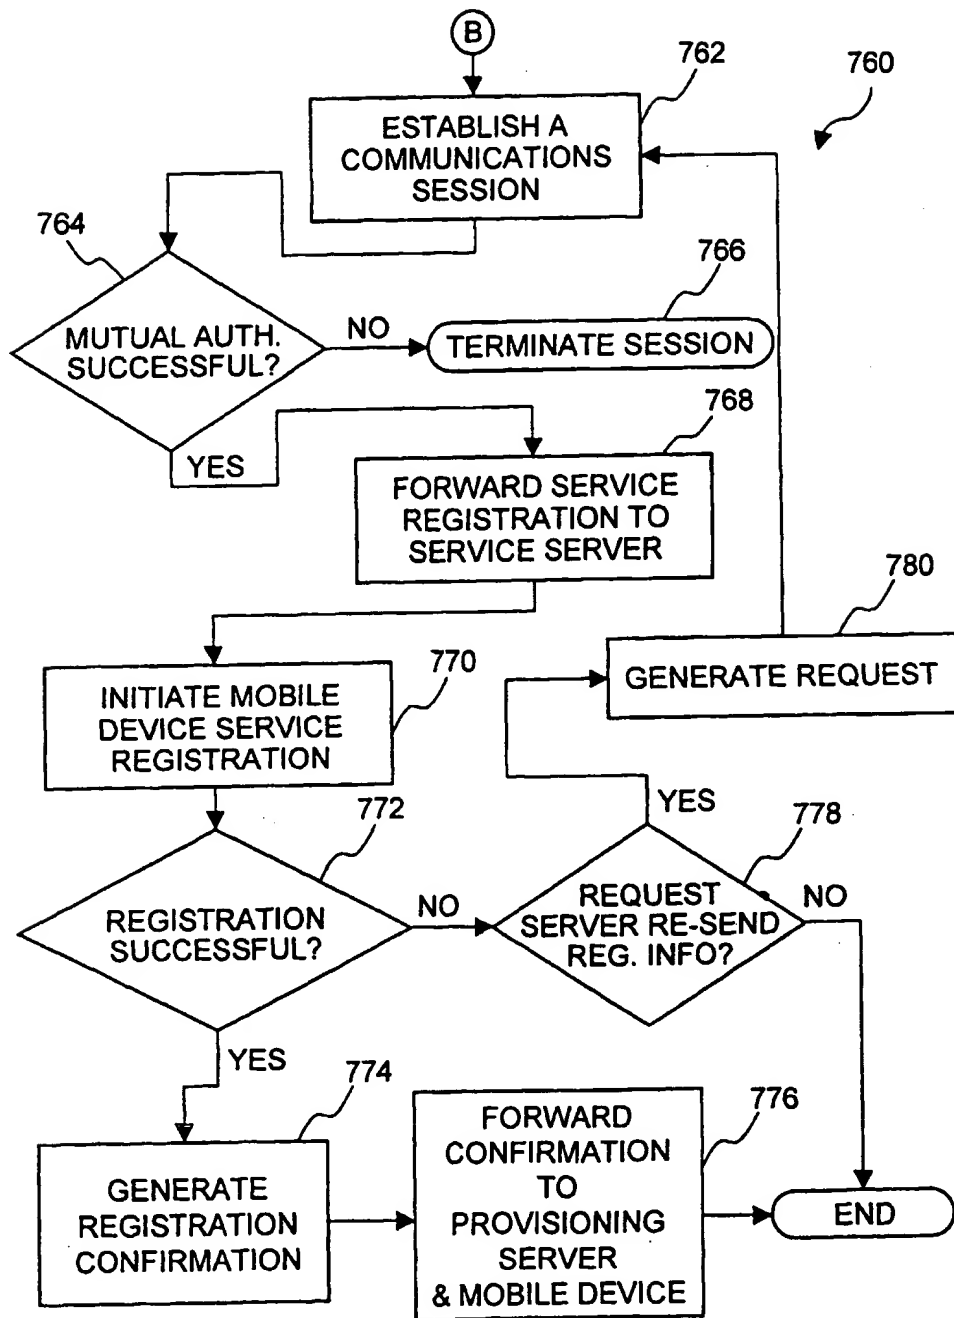 B
762
760
ESTABLISH A
COMMUNICATIONS
SESSION
764
766
MUTUAL AUTH.
SUCCESSFUL?
NO
TERMINATE SESSION
768
YES
FORWARD SERVICE
REGISTRATION TO
SERVICE SERVER
780
GENERATE REQUEST
770
INITIATE MOBILE
DEVICE SERVICE
REGISTRATION
YES
772
778
REGISTRATION
SUCCESSFUL?
NO
REQUEST
SERVER RE-SEND
REG. INFO?
NO
YES
774
776
GENERATE
REGISTRATION
CONFIRMATION
FORWARD
CONFIRMATION
TO
PROVISIONING
SERVER
& MOBILE DEVICE
END